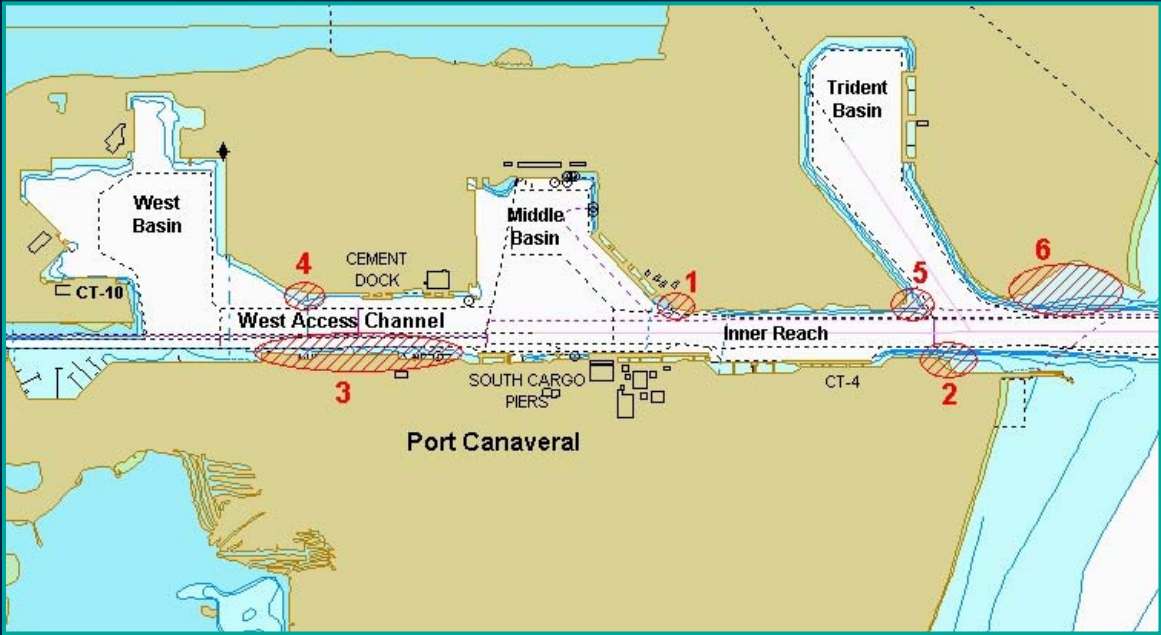 Trident
Basin
West
Basin
Middle
Basin
6
4
CEMENT
DOCK
1
5
CT-10
West Access Channel
Inner Reach
3
SOUTH CARGO
PIERS
CT-4
2
Port Canaveral